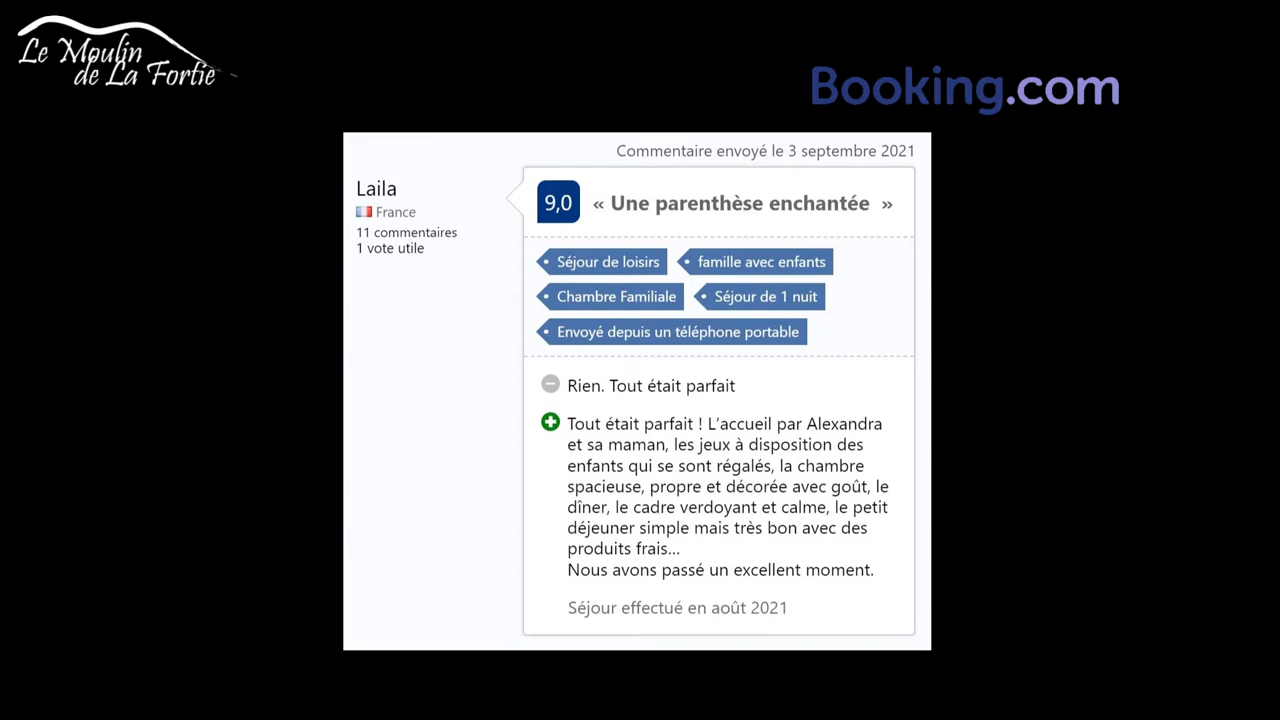 Le Moulin
de La Fortie
Booking.com
Commentaire envoyé le 3 septembre 2021
Laila
France
11 commentaires
1 vote utile
9,0
« Une parenthèse enchantée »
Séjour de loisirs
famille avec enfants
Chambre Familiale
Séjour de 1 nuit
Envoyé depuis un téléphone portable
Rien. Tout était parfait
Tout était parfait ! L’accueil par Alexandra
et sa maman, les jeux à disposition des
enfants qui se sont régalés, la chambre
spacieuse, propre et décorée avec goût, le
dîner, le cadre verdoyant et calme, le petit
déjeuner simple mais très bon avec des
produits frais…
Nous avons passé un excellent moment.
Séjour effectué en août 2021